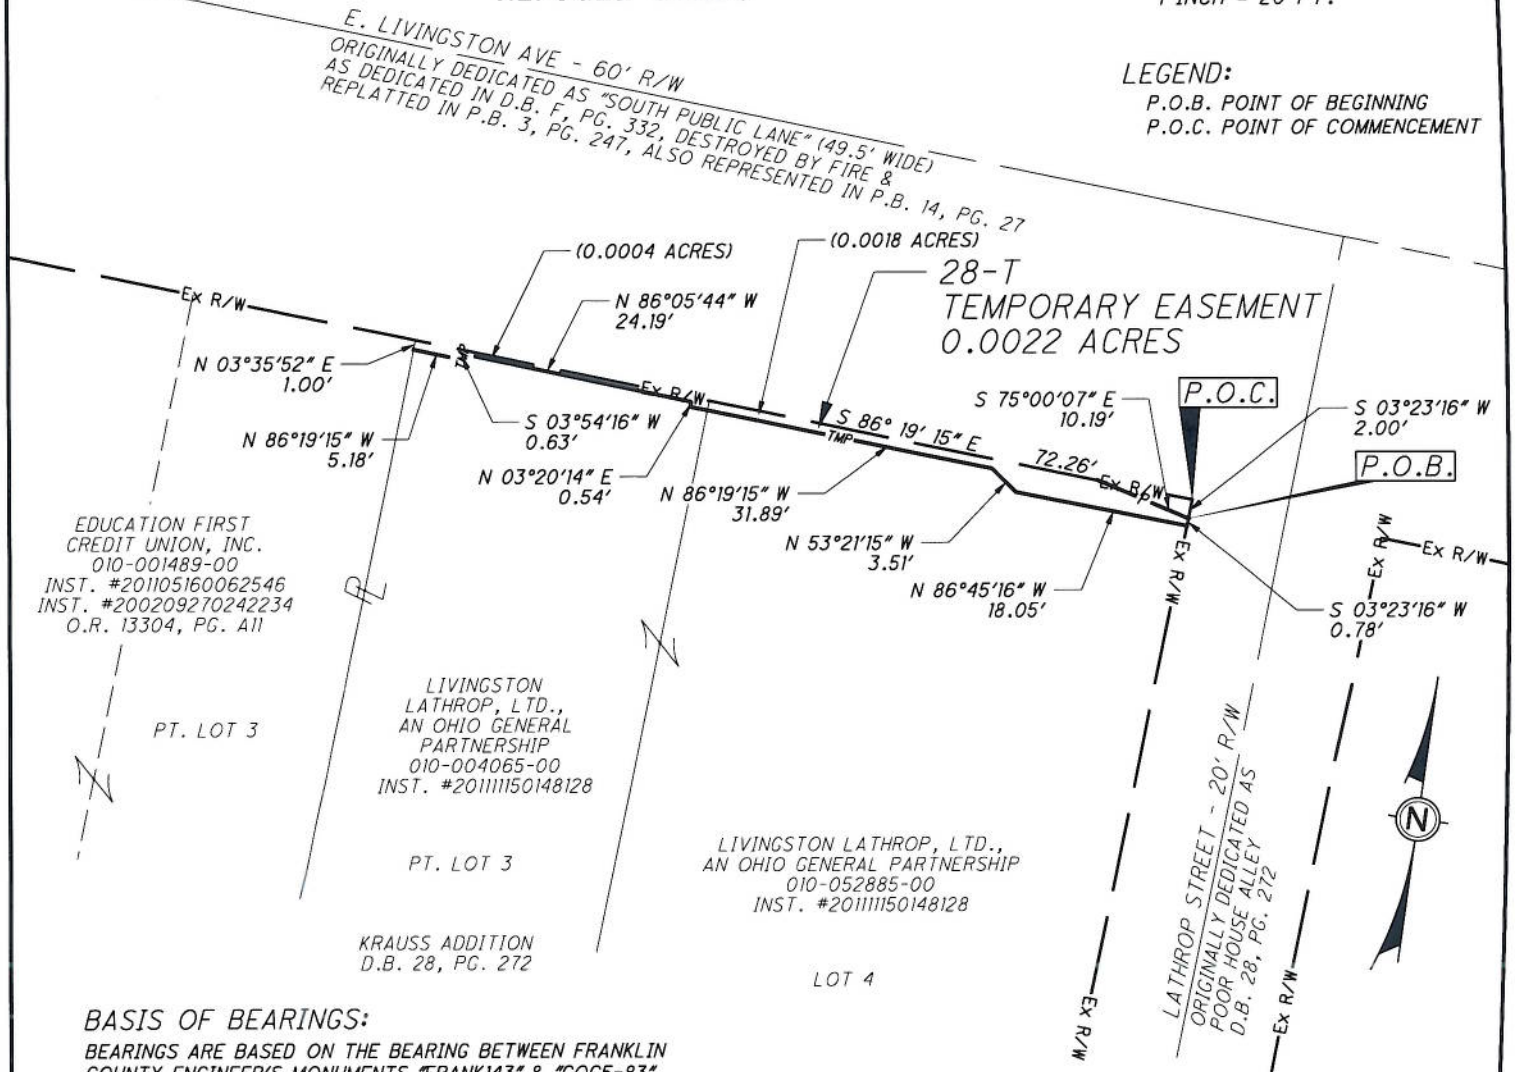 E. LIVINGSTON AVE - 60' R/W
ORIGINALLY DEDICATED AS "SOUTH PUBLIC LANE" (49.5' WIDE)
AS DEDICATED IN D.B. F, PG. 332, DESTROYED BY FIRE &
REPLATTED IN P.B. 3, PG. 247, ALSO REPRESENTED IN P.B. 14, PG. 27
LEGEND:
P.O.B. POINT OF BEGINNING
P.O.C. POINT OF COMMENCEMENT
(0.0004 ACRES)
(0.0018 ACRES)
28-T
TEMPORARY EASEMENT
0.0022 ACRES
N 86°05'44" W
24.19'
Ex R/W
N 03°35'52" E
1.00'
TMP
N 86°19'15" W
5.18'
S 03°54'16" W
0.63'
Ex R/W
N 03°20'14" E
0.54'
S 86° 19' 15" E
72.26'
TMP
N 86°19'15" W
31.89'
S 75°00'07" E
10.19'
P.O.C.
S 03°23'16" W
2.00'
P.O.B.
Ex R/W
N 53°21'15" W
3.51'
N 86°45'16" W
18.05'
S 03°23'16" W
0.78'
Ex R/W
Ex R/W
Ex R/W
EDUCATION FIRST
CREDIT UNION, INC.
010-001489-00
INST. #201105160062546
INST. #200209270242234
O.R. 13304, PG. A11
PT. LOT 3
LIVINGSTON
LATHROP, LTD.,
AN OHIO GENERAL
PARTNERSHIP
010-004065-00
INST. #201111150148128
PT. LOT 3
KRAUSS ADDITION
D.B. 28, PG. 272
LIVINGSTON LATHROP, LTD.,
AN OHIO GENERAL PARTNERSHIP
010-052885-00
INST. #201111150148128
LOT 4
LATHROP STREET - 20' R/W
ORIGINALLY DEDICATED AS
POOR HOUSE ALLEY
D.B. 28, PG. 272
Ex R/W
Ex R/W
N
BASIS OF BEARINGS:
BEARINGS ARE BASED ON THE BEARING BETWEEN FRANKLIN
COUNTY ENGINEER'S MONUMENTS "FRANK143" &